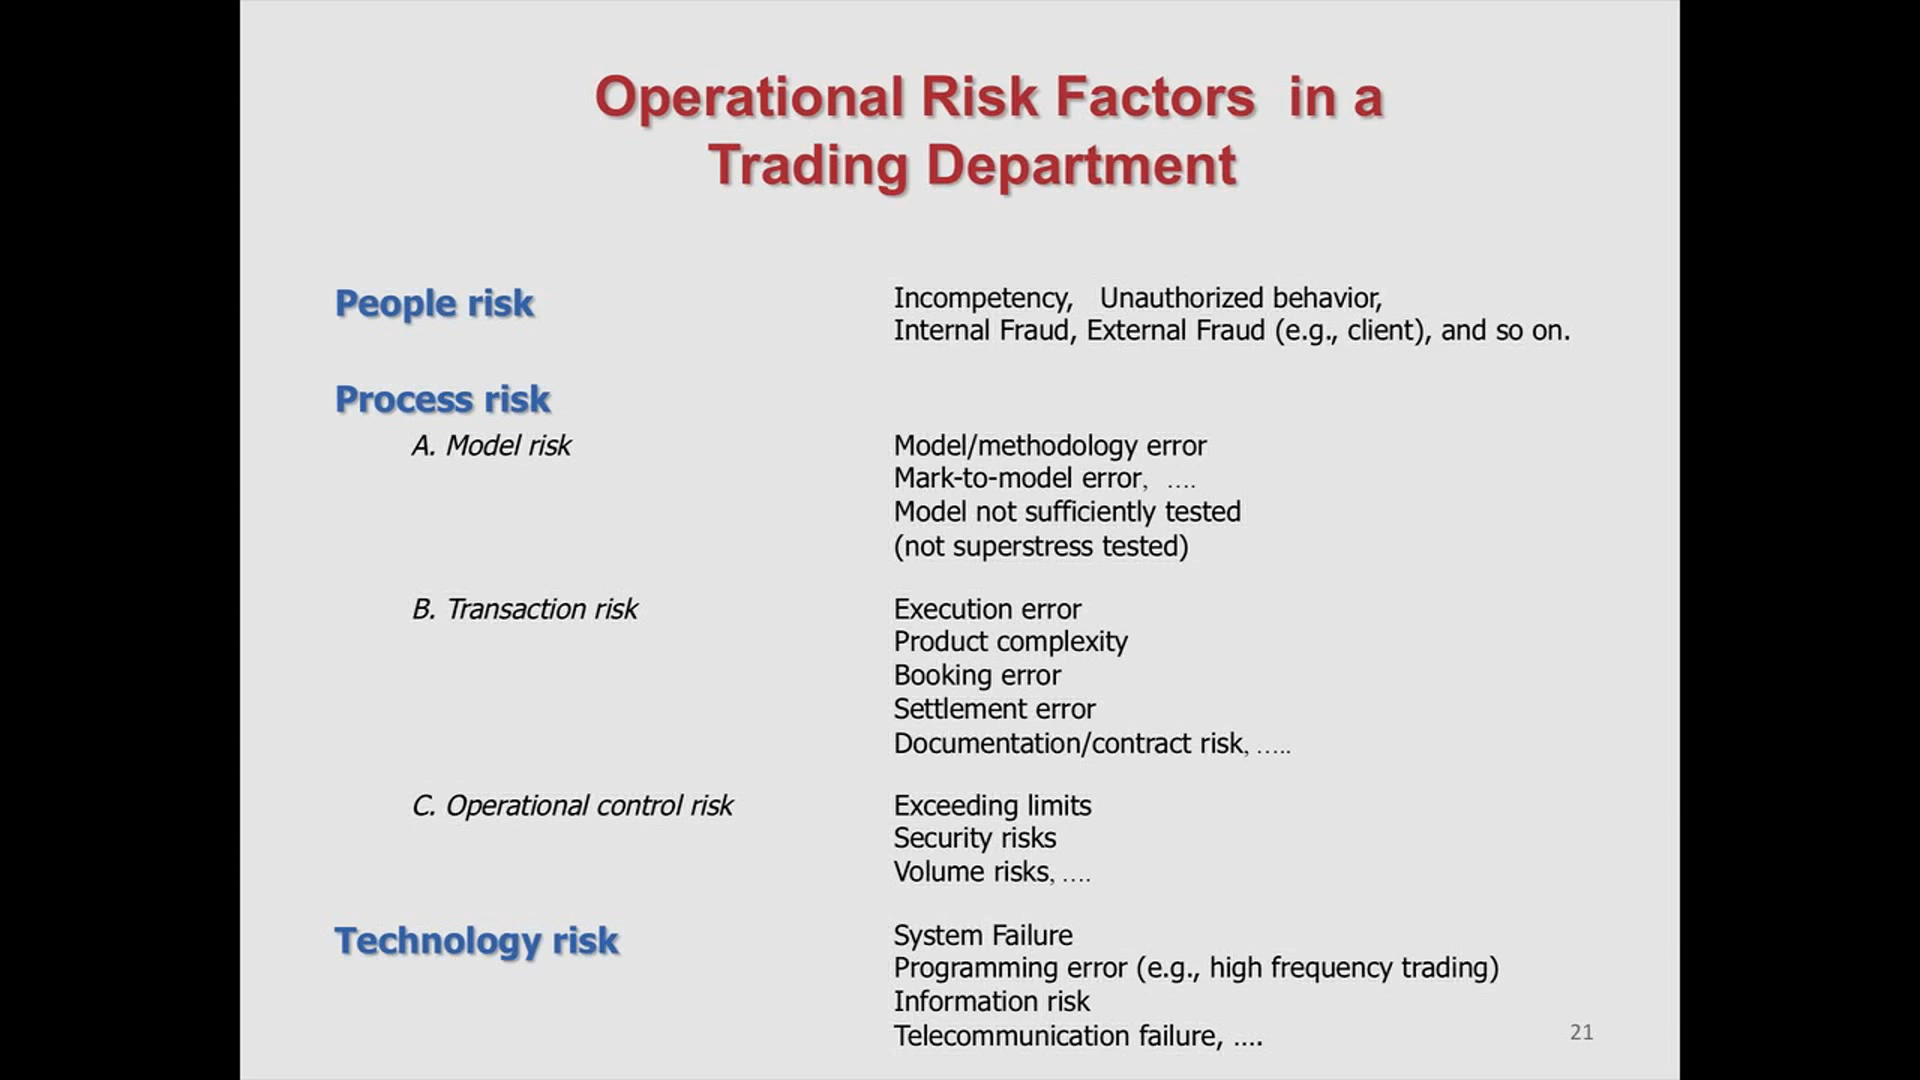 Operational Risk Factors  in a
Trading Department
People risk
Incompetency,   Unauthorized behavior,
Internal Fraud, External Fraud (e.g., client), and so on.
Process risk
A. Model risk
Model/methodology error
Mark-to-model error,  ….
Model not sufficiently tested
(not superstress tested)
B. Transaction risk
Execution error
Product complexity
Booking error
Settlement error
Documentation/contract risk, …..
C. Operational control risk
Exceeding limits
Security risks
Volume risks, ….
Technology risk
System Failure
Programming error (e.g., high frequency trading)
Information risk
Telecommunication failure, ….
21